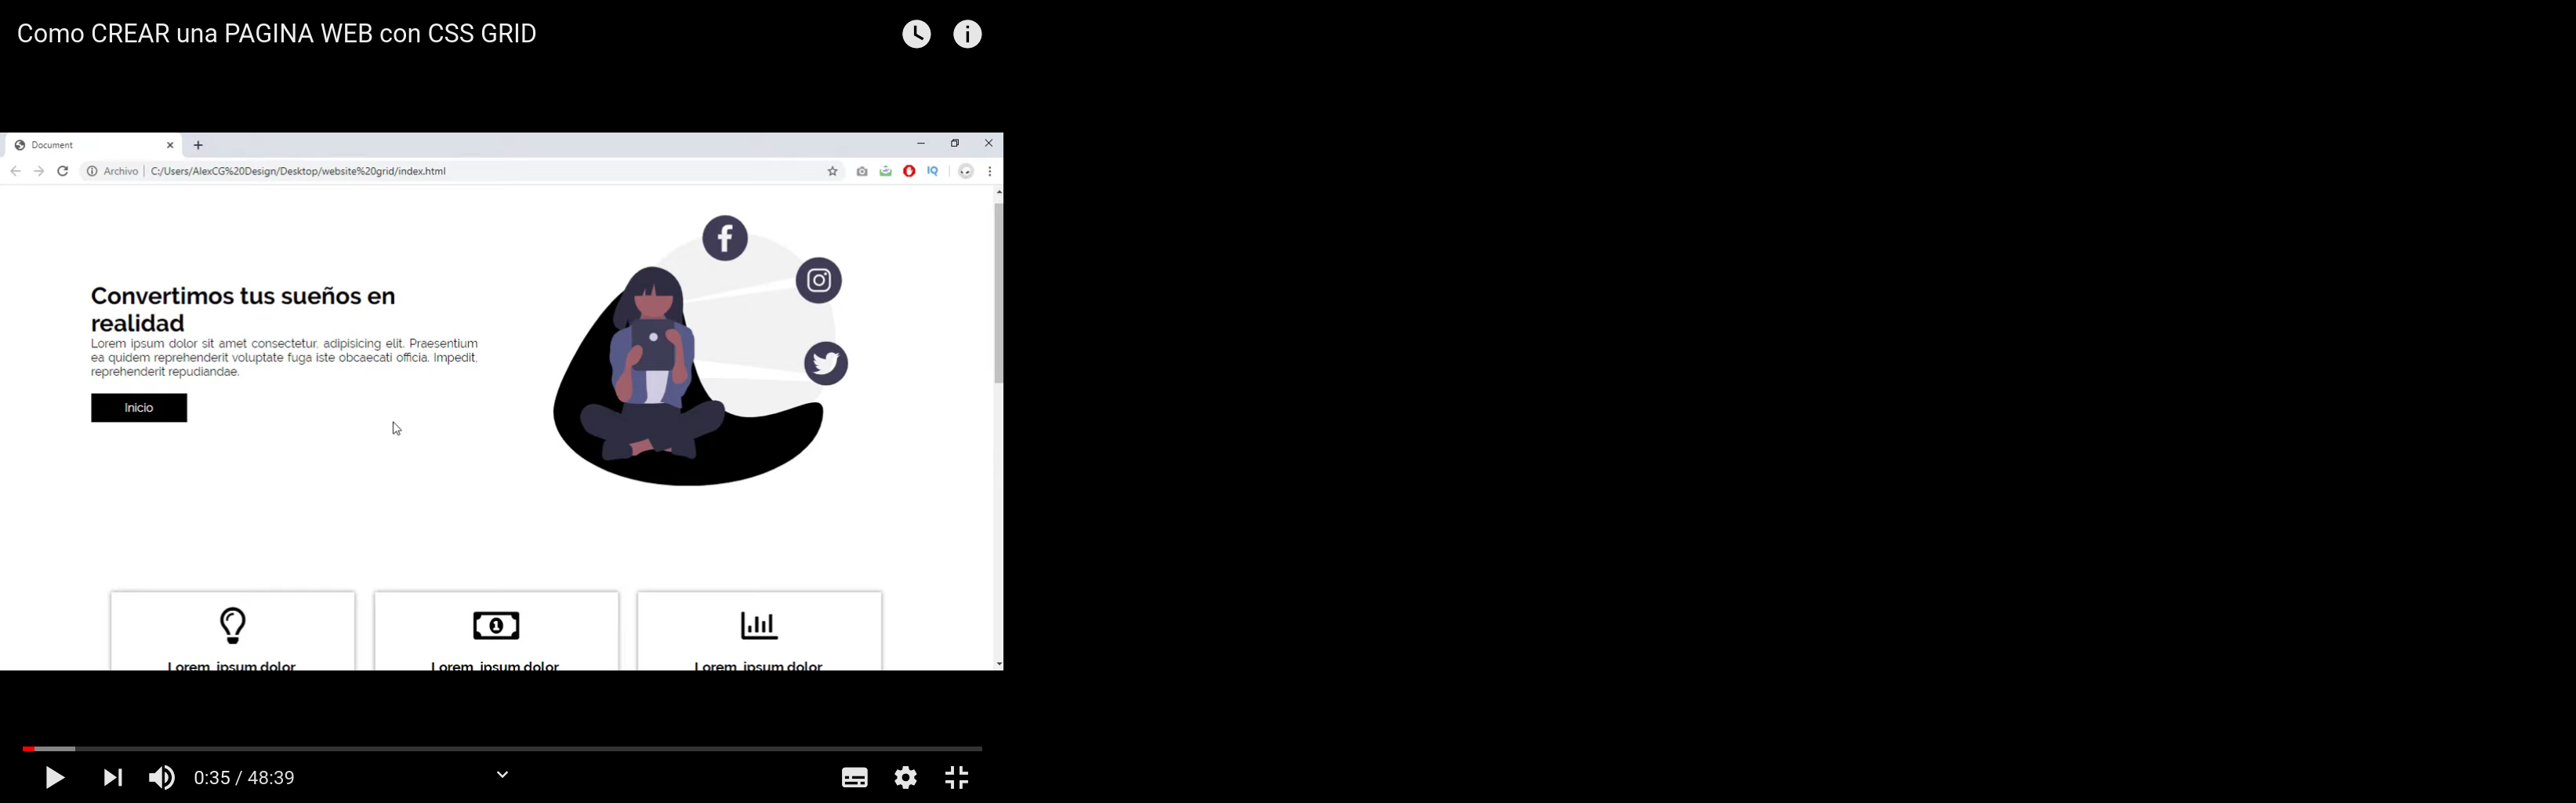 Como CREAR una PAGINA WEB con CSS GRID
Document
Archivo | C:/Users/AlexCG%20Design/Desktop/website%20grid/index.html
IQ
Convertimos tus sueños en
realidad
Lorem ipsum dolor sit amet consectetur, adipisicing elit. Praesentium
ea quidem reprehenderit voluptate fuga iste obcaecati officia. Impedit,
reprehenderit repudiandae.
Inicio
1
Lorem, ipsum dolor
Lorem, ipsum dolor
Lorem, ipsum dolor
0:35 / 48:39